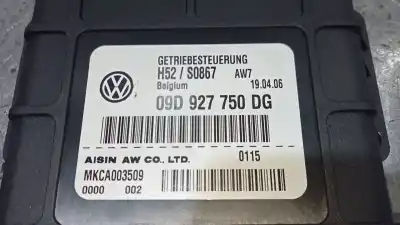 GETRIEBESTEUERUNG
H52 / S0867 AW7
Belgium 19.04.06
09D 927 750 DG
AISIN AW CO., LTD. 0115
MKCA003509
0000 002